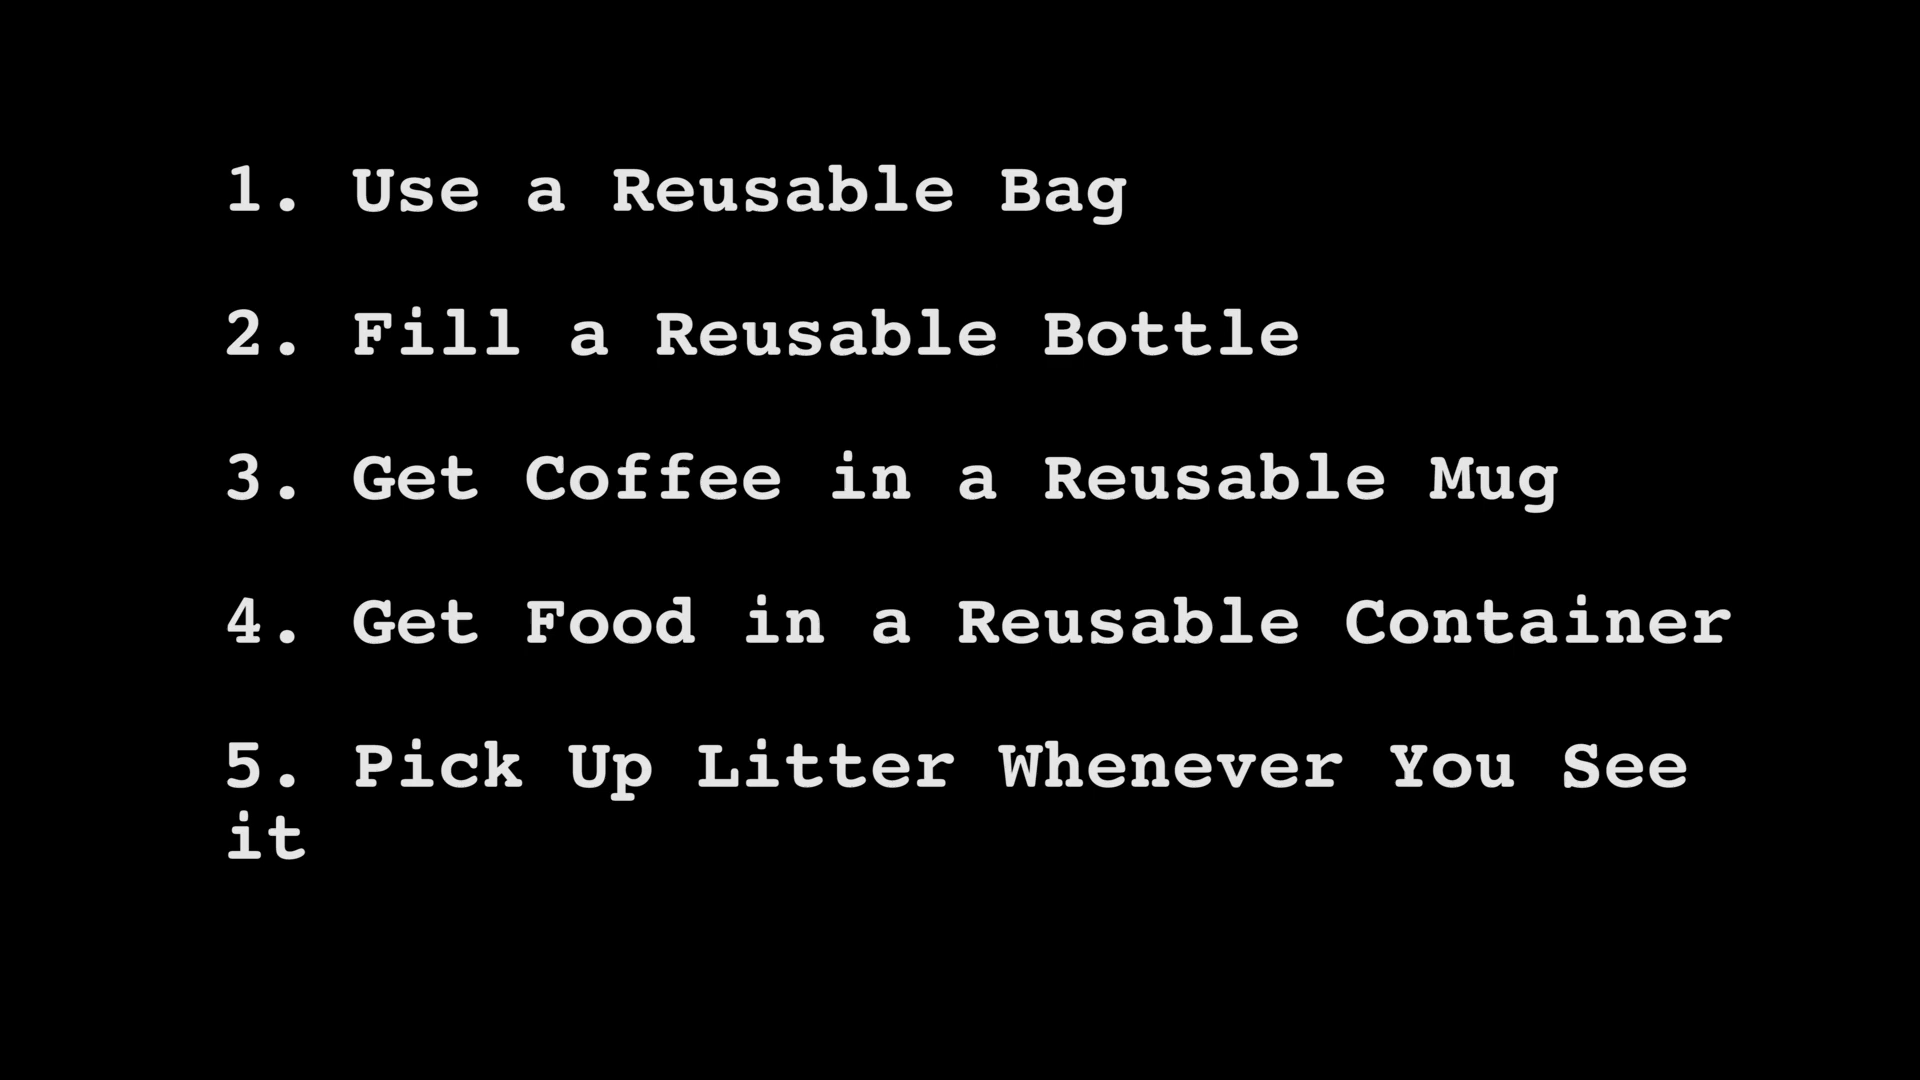 1. Use a Reusable Bag
2. Fill a Reusable Bottle
3. Get Coffee in a Reusable Mug
4. Get Food in a Reusable Container
5. Pick Up Litter Whenever You See
it